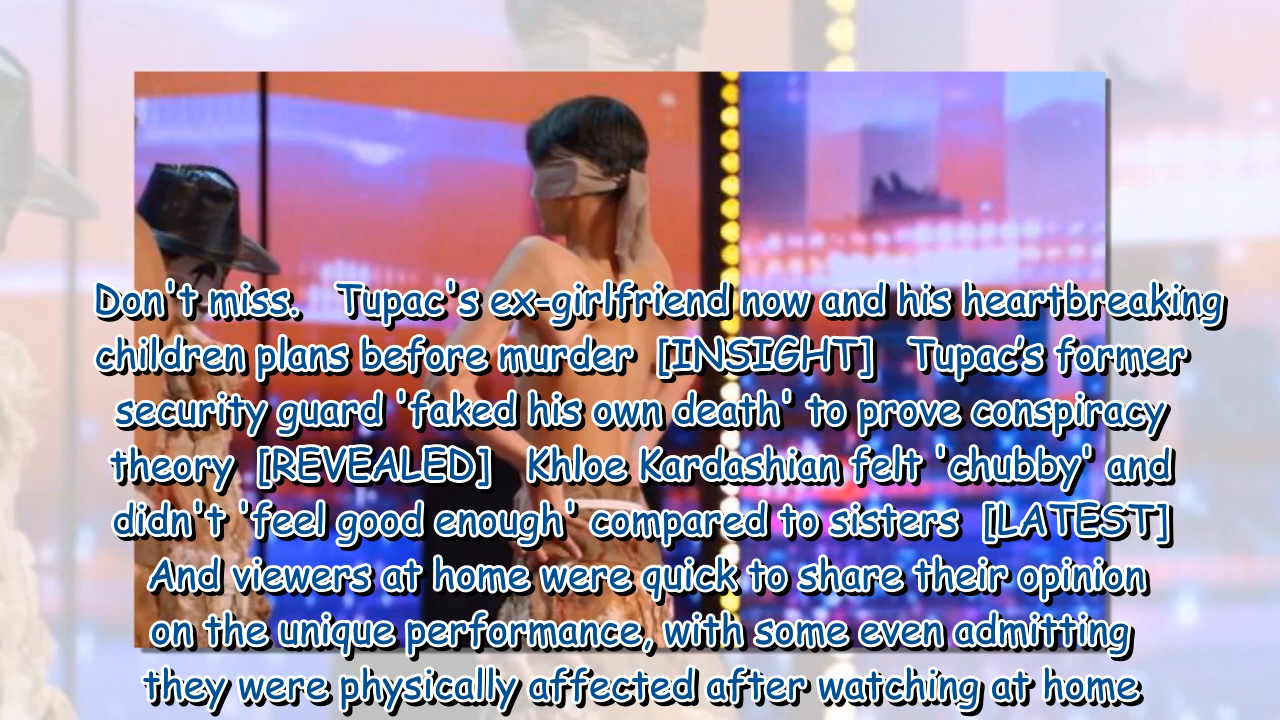 Don't miss. Tupac's ex-girlfriend now and his heartbreaking
children plans before murder [INSIGHT] Tupac’s former
security guard 'faked his own death' to prove conspiracy
theory [REVEALED] Khloe Kardashian felt 'chubby' and
didn't 'feel good enough' compared to sisters [LATEST]
And viewers at home were quick to share their opinion
on the unique performance, with some even admitting
they were physically affected after watching at home